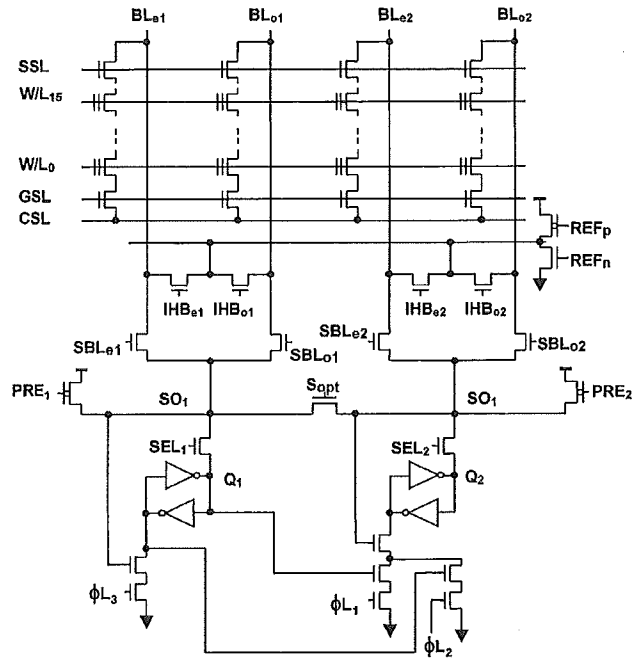 BLe1 BLo1 BLe2 BLo2
SSL
W/L15
W/L0
GSL
CSL
REFp
REFn
IHBe1 IHBo1 IHBe2 IHBo2
SBLe1 SBLo1 SBLe2 SBLo2
PRE1 SO1 Sopt SO1 PRE2
SEL1 SEL2
Q1 Q2
ϕL3 ϕL1 ϕL2